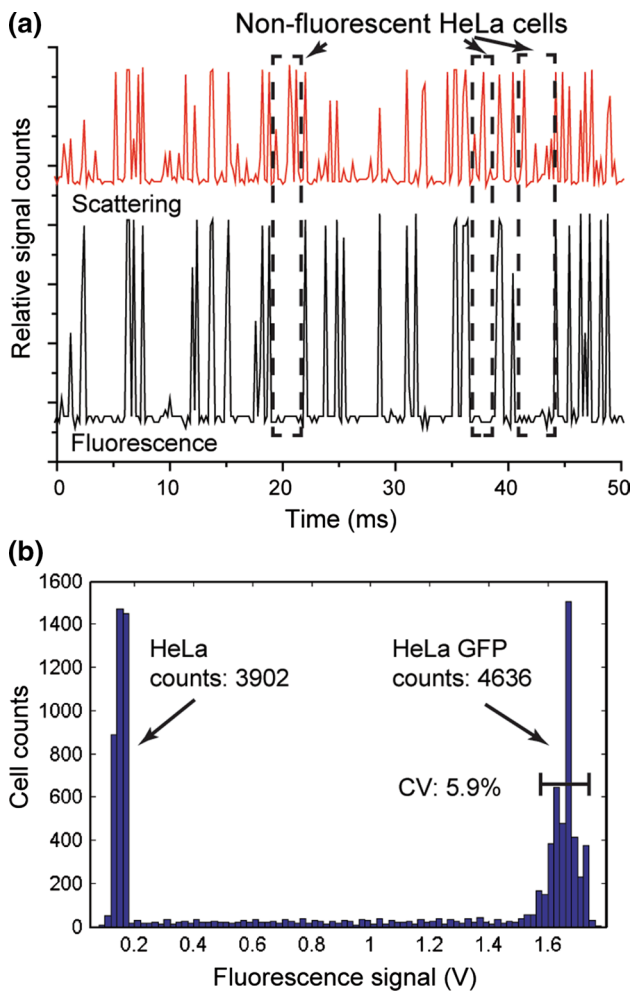 (a)
Non-fluorescent HeLa cells
Relative signal counts
Scattering
Fluorescence
0 10 20 30 40 50
Time (ms)
(b)
1600
1400
1200
1000
800
600
400
200
0
Cell counts
HeLa
counts: 3902
HeLa GFP
counts: 4636
CV: 5.9%
0.2 0.4 0.6 0.8 1 1.2 1.4 1.6
Fluorescence signal (V)